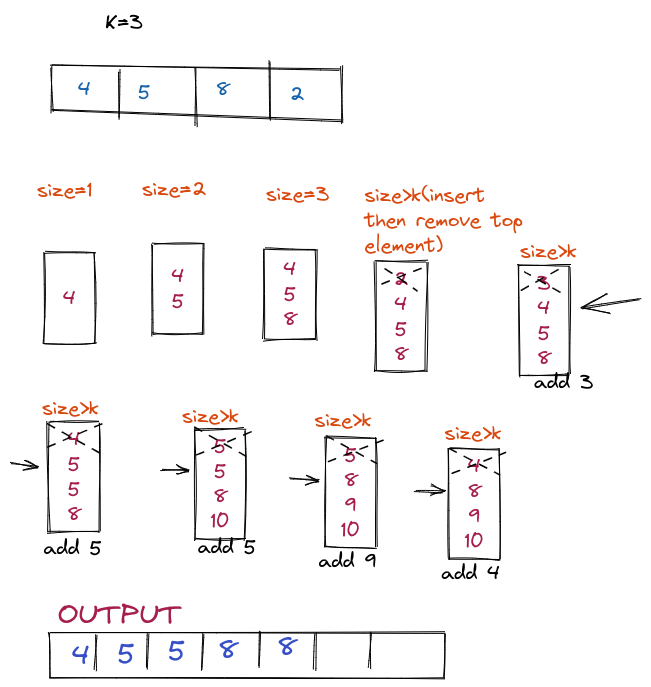 K=3
4 5 8 2
size=1
size=2
size=3
size>k(insert
then remove top
element)
size>k
4
4
5
4
5
8
2
4
5
8
3
4
5
8
add 3
size>k
size>k
size>k
size>k
4
5
5
8
add 5
5
5
8
10
add 5
5
8
9
10
add 9
4
8
9
10
add 4
OUTPUT
4 5 5 8 8